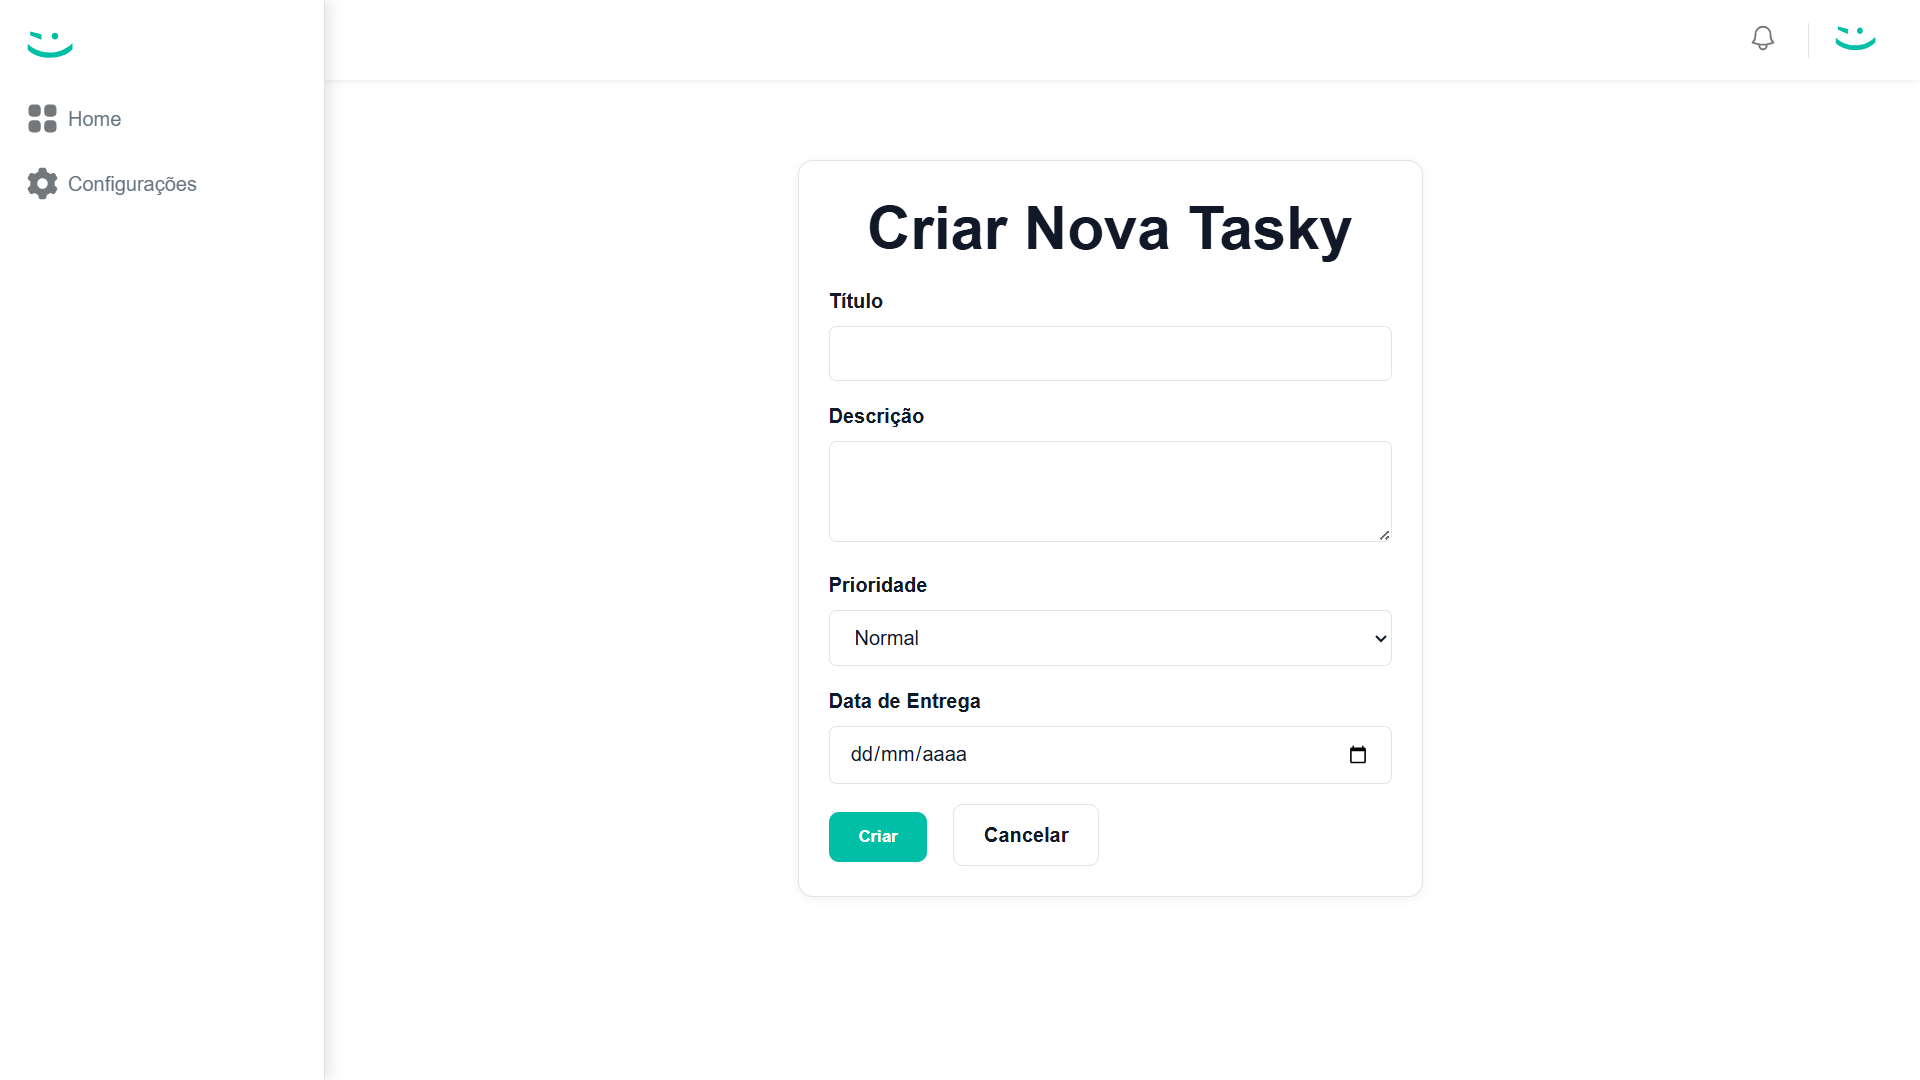 Home
Configurações
Criar Nova Tasky
Título
Descrição
Prioridade
Normal
Data de Entrega
dd/mm/aaaa
Criar
Cancelar